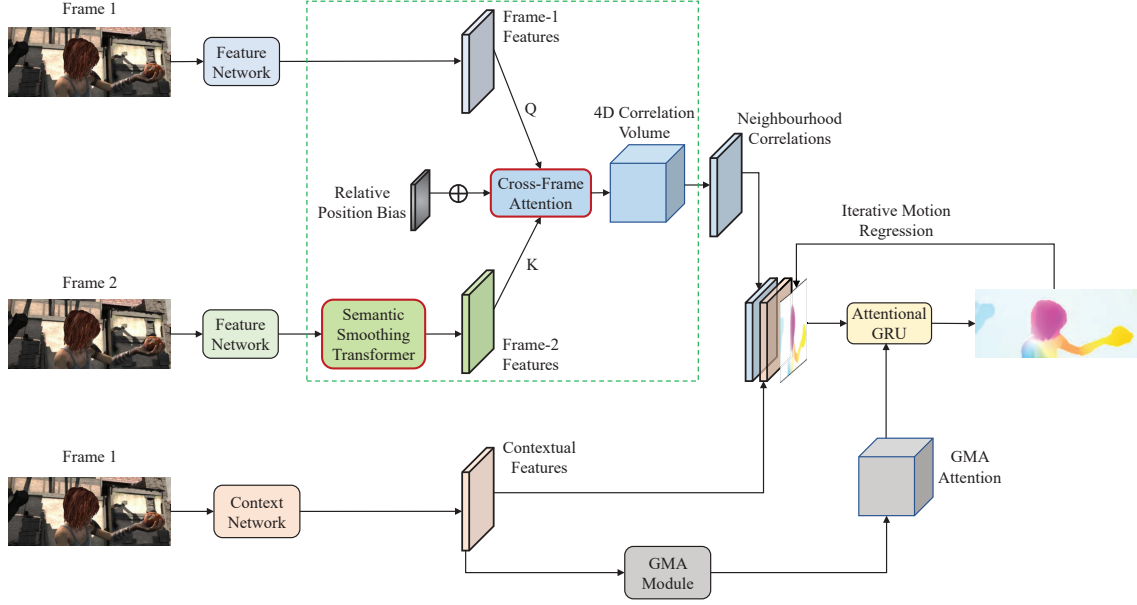 Frame 1
Feature
Network
Frame-1
Features
Q
4D Correlation
Volume
Neighbourhood
Correlations
Relative
Position Bias
Cross-Frame
Attention
K
Iterative Motion
Regression
Frame 2
Feature
Network
Semantic
Smoothing
Transformer
Frame-2
Features
Attentional
GRU
Frame 1
Context
Network
Contextual
Features
GMA
Attention
GMA
Module